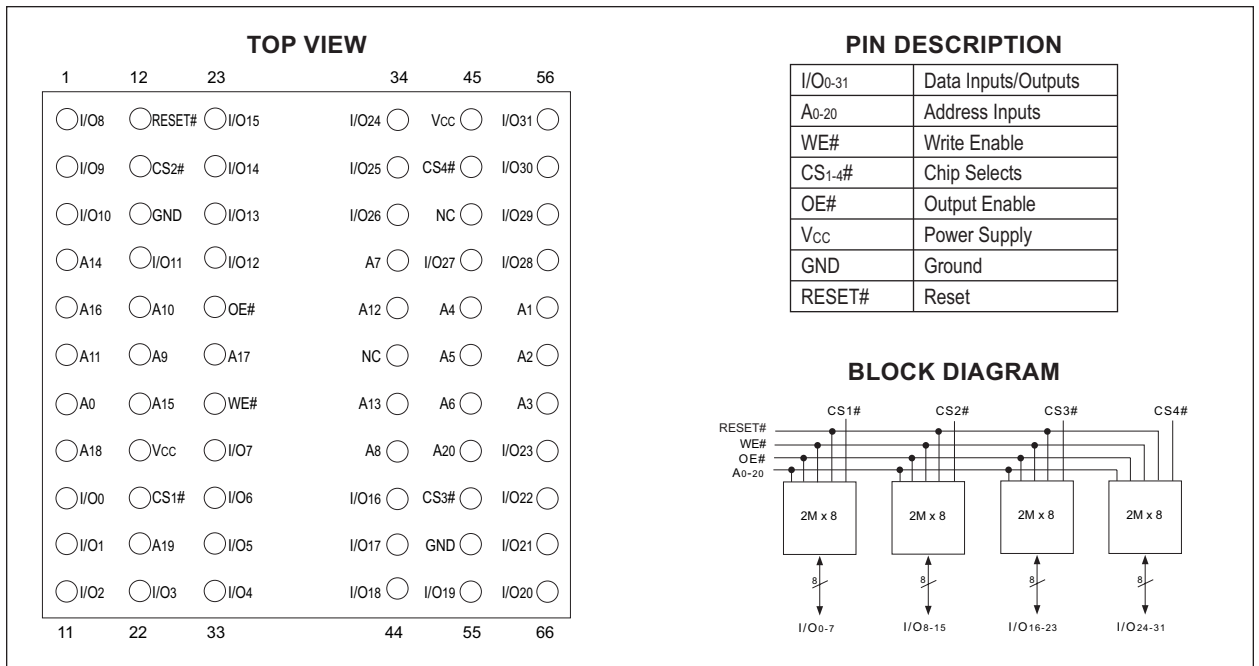 TOP VIEW
1 12 23 34 45 56
I/O8 RESET# I/O15 I/O24 Vcc I/O31
I/O9 CS2# I/O14 I/O25 CS4# I/O30
I/O10 GND I/O13 I/O26 NC I/O29
A14 I/O11 I/O12 A7 I/O27 I/O28
A16 A10 OE# A12 A4 A1
A11 A9 A17 NC A5 A2
A0 A15 WE# A13 A6 A3
A18 Vcc I/O7 A8 A20 I/O23
I/O0 CS1# I/O6 I/O16 CS3# I/O22
I/O1 A19 I/O5 I/O17 GND I/O21
I/O2 I/O3 I/O4 I/O18 I/O19 I/O20
11 22 33 44 55 66
PIN DESCRIPTION
I/O0-31 Data Inputs/Outputs
A0-20 Address Inputs
WE# Write Enable
CS1-4# Chip Selects
OE# Output Enable
VCC Power Supply
GND Ground
RESET# Reset
BLOCK DIAGRAM
CS1# CS2# CS3# CS4#
RESET#
WE#
OE#
A0-20
2M x 8 2M x 8 2M x 8 2M x 8
8 8 8 8
I/O0-7 I/O8-15 I/O16-23 I/O24-31